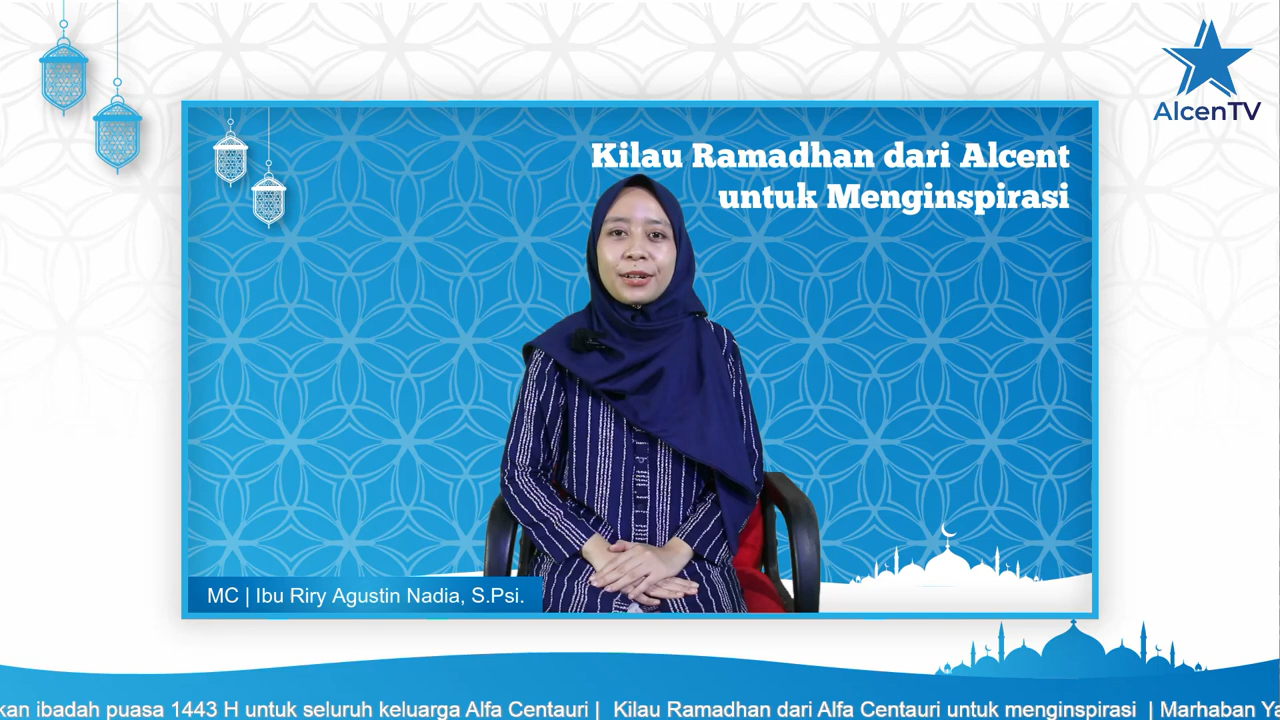 AlcenTV
Kilau Ramadhan dari Alcent
untuk Menginspirasi
MC | Ibu Riry Agustin Nadia, S.Psi.
kan ibadah puasa 1443 H untuk seluruh keluarga Alfa Centauri | Kilau Ramadhan dari Alfa Centauri untuk menginspirasi | Marhaban Ya